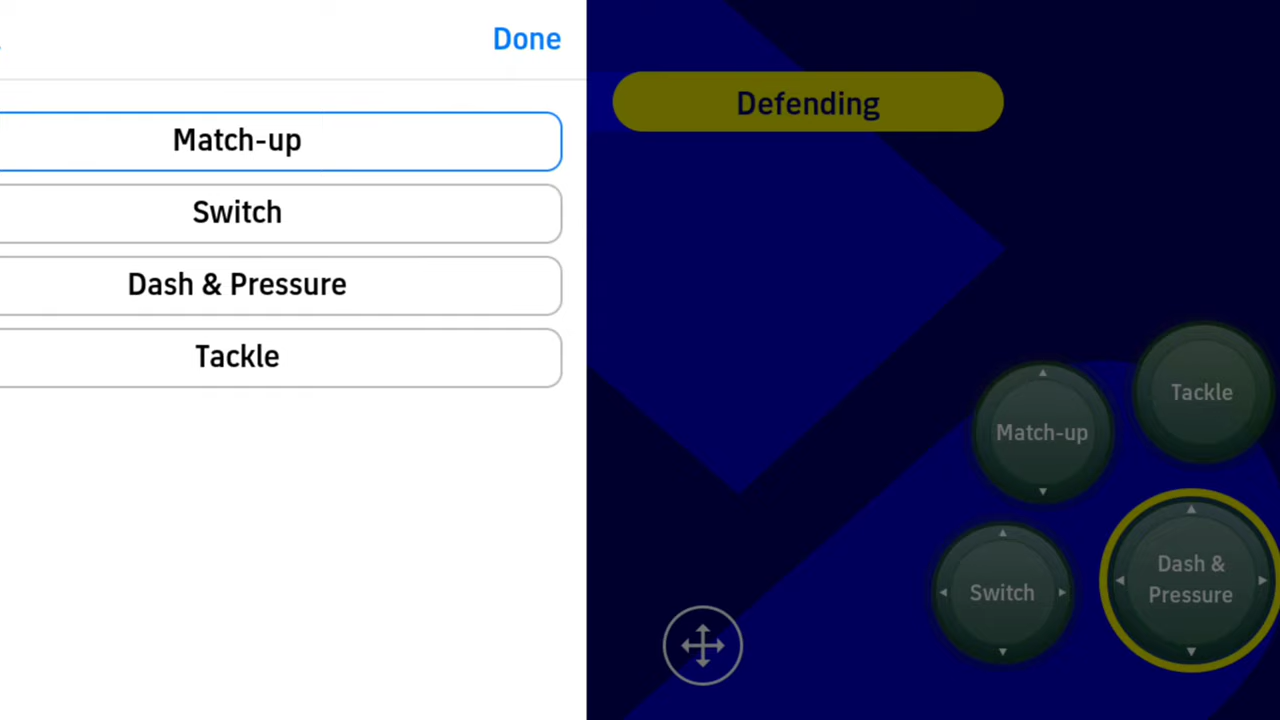 Done
Match-up
Switch
Dash & Pressure
Tackle
Defending
Tackle
Match-up
Dash &
Pressure
Switch